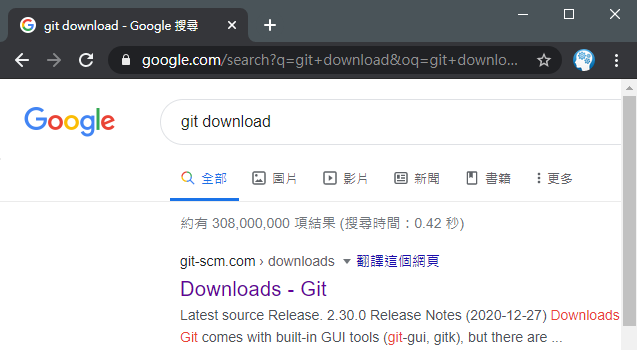 git download - Google 搜尋
google.com/search?q=git+download&oq=git+downlo...
Google
git download
全部 圖片 影片 新聞 書籍 更多
約有 308,000,000 項結果 (搜尋時間：0.42 秒)
git-scm.com › downloads 翻譯這個網頁
Downloads - Git
Latest source Release. 2.30.0 Release Notes (2020-12-27) Downloads
Git comes with built-in GUI tools (git-gui, gitk), but there are ...